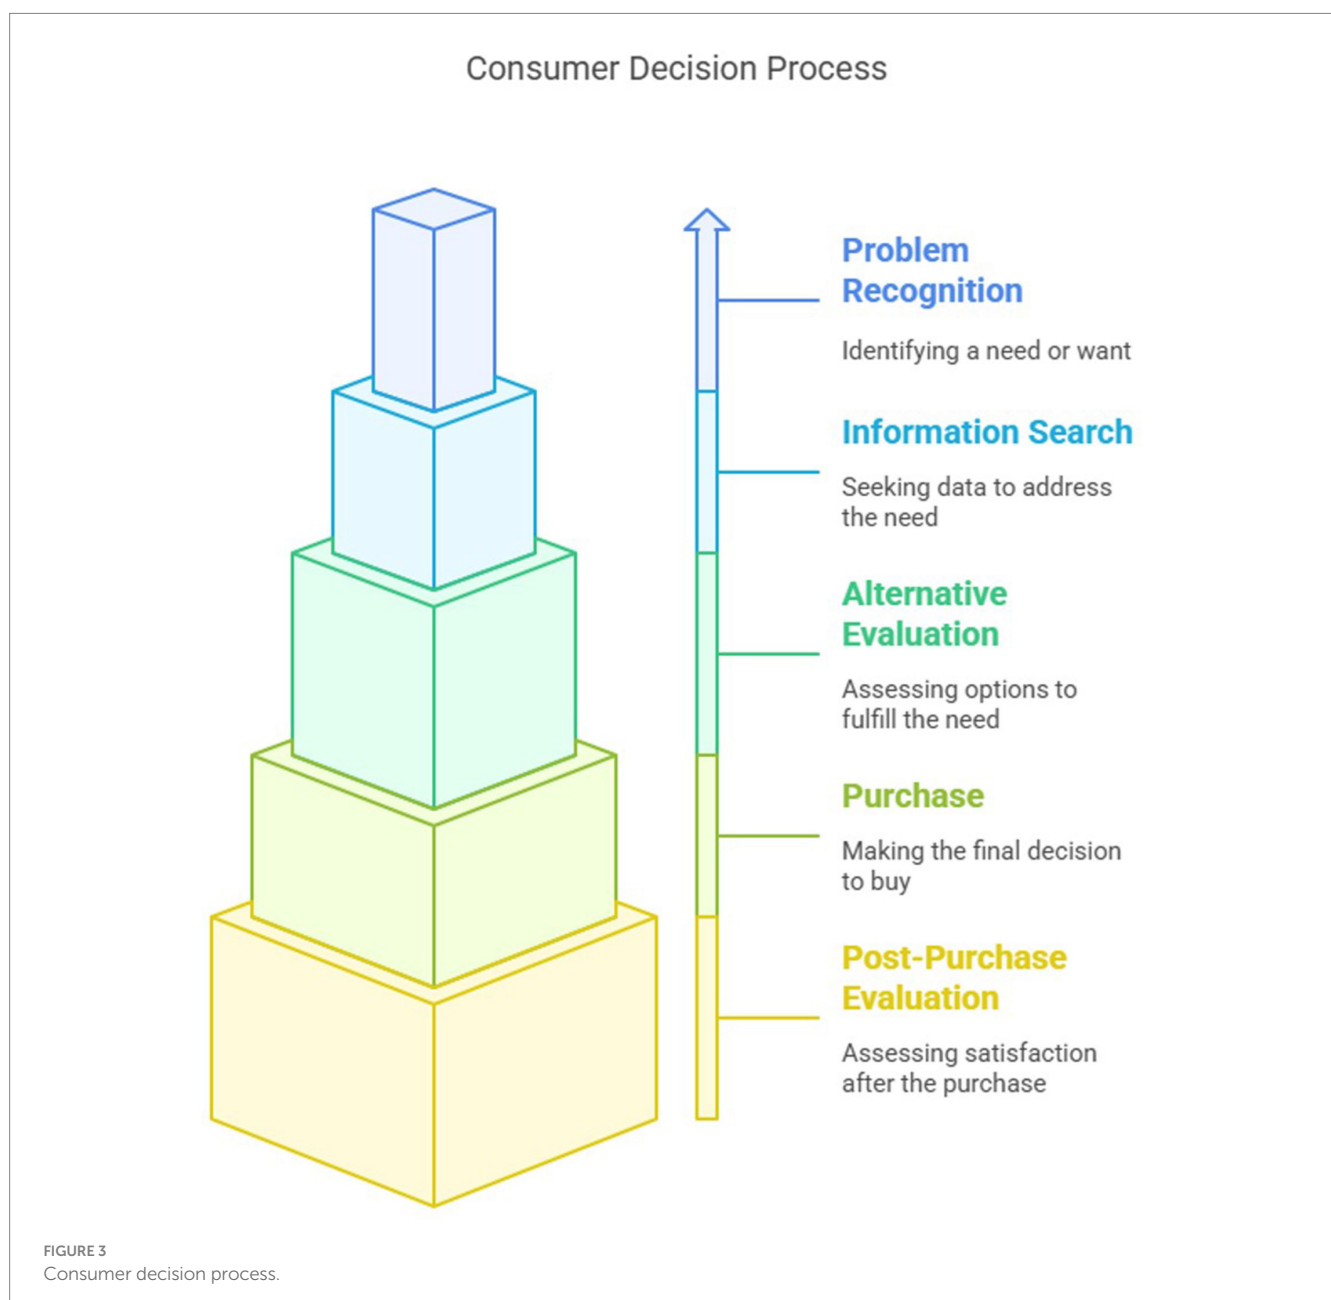 Consumer Decision Process
Problem
Recognition
Identifying a need or want
Information Search
Seeking data to address
the need
Alternative
Evaluation
Assessing options to
fulfill the need
Purchase
Making the final decision
to buy
Post-Purchase
Evaluation
Assessing satisfaction
after the purchase
FIGURE 3
Consumer decision process.